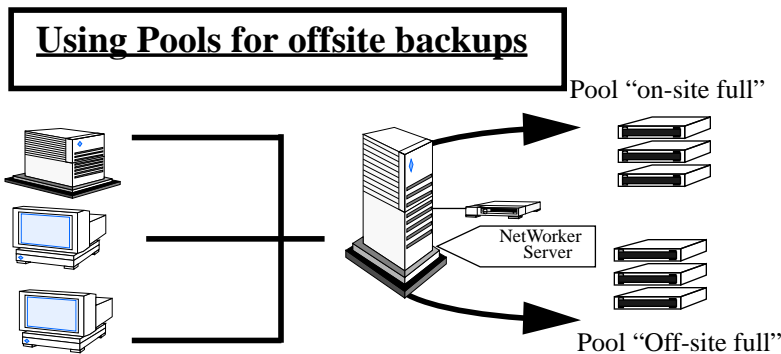 Using Pools for offsite backups
Pool “on-site full”
NetWorker
Server
Pool “Off-site full”